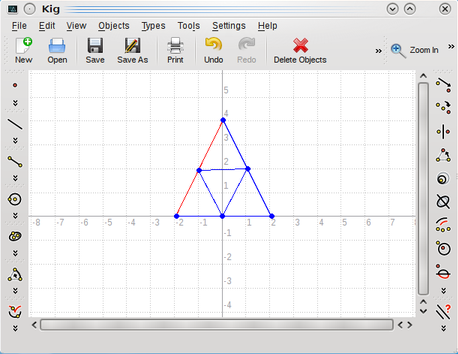 Kig
File Edit View Objects Types Tools Settings Help
New Open Save Save As Print Undo Redo Delete Objects » Zoom In »
5
4
3
2
1
-8 -7 -6 -5 -4 -3 -2 -1 0 1 2 3 4 5 6 7
-1
-2
-3
-4